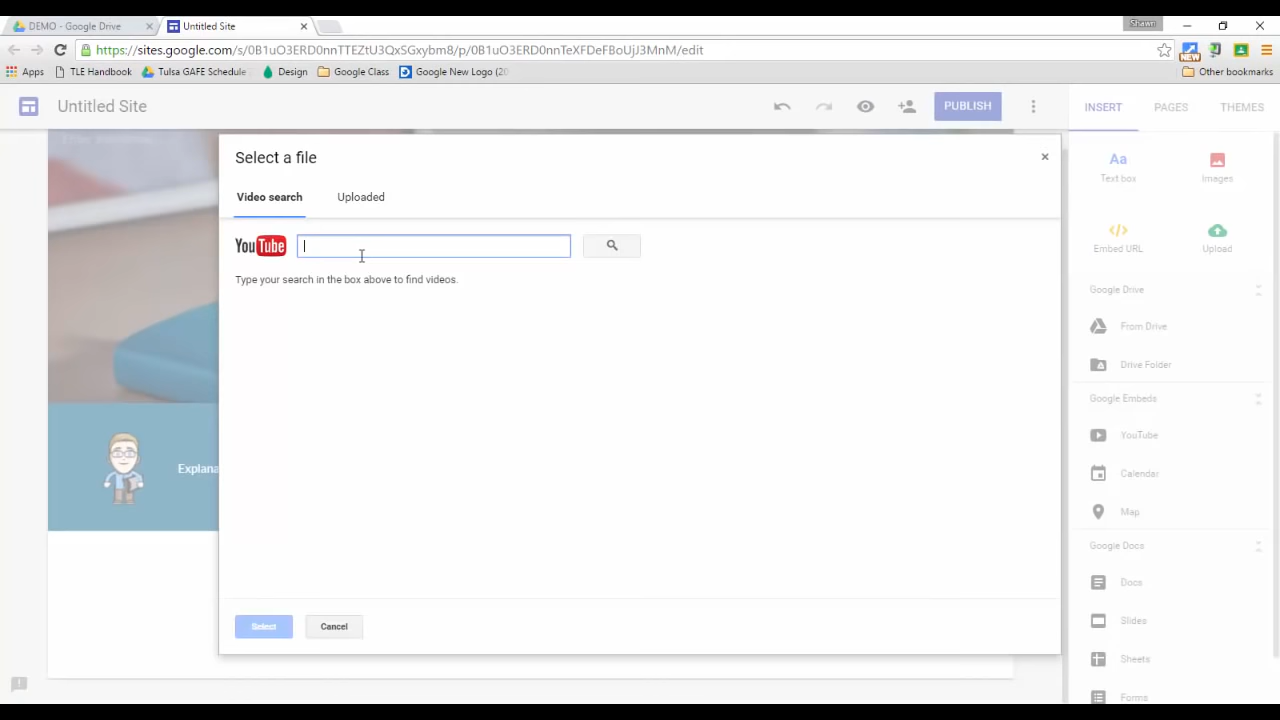 DEMO - Google Drive
Untitled Site
Shawn
https://sites.google.com/s/0B1uO3ERD0nnTTEZtU3QxSGxybm8/p/0B1uO3ERD0nnTeXFDeFBoUjJ3MnM/edit
NEW
Apps
TLE Handbook
Tulsa GAFE Schedule
Design
Google Class
Google New Logo (20
Other bookmarks
Untitled Site
PUBLISH
INSERT
PAGES
THEMES
Select a file
Video search
Uploaded
YouTube
Type your search in the box above to find videos.
Select
Cancel
Explana
Aa
Text box
Images
Embed URL
Upload
Google Drive
From Drive
Drive Folder
Google Embeds
YouTube
Calendar
Map
Google Docs
Docs
Slides
Sheets
Forms